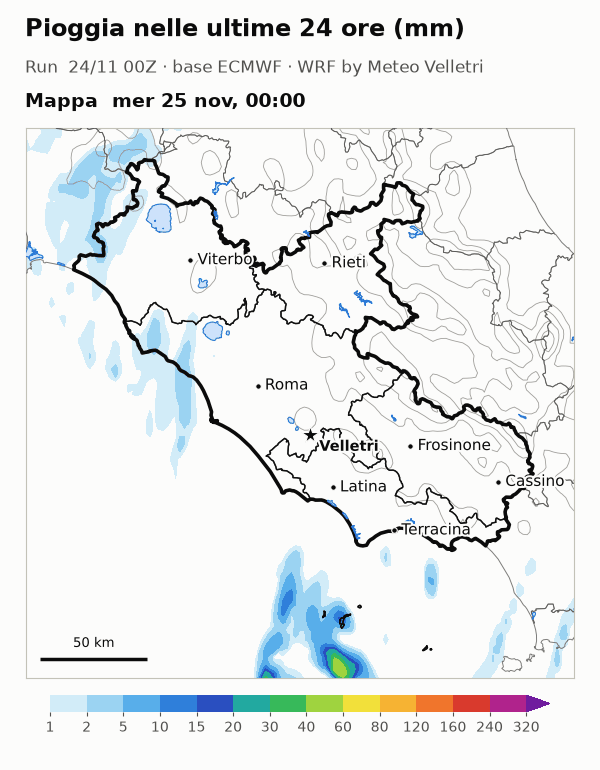 Pioggia nelle ultime 24 ore (mm)
Run  24/11 00Z · base ECMWF · WRF by Meteo Velletri
Mappa  mer 25 nov, 00:00
Viterbo
Rieti
Roma
Velletri
Frosinone
Cassino
Latina
Terracina
50 km
1 2 5 10 15 20 30 40 60 80 120 160 240 320